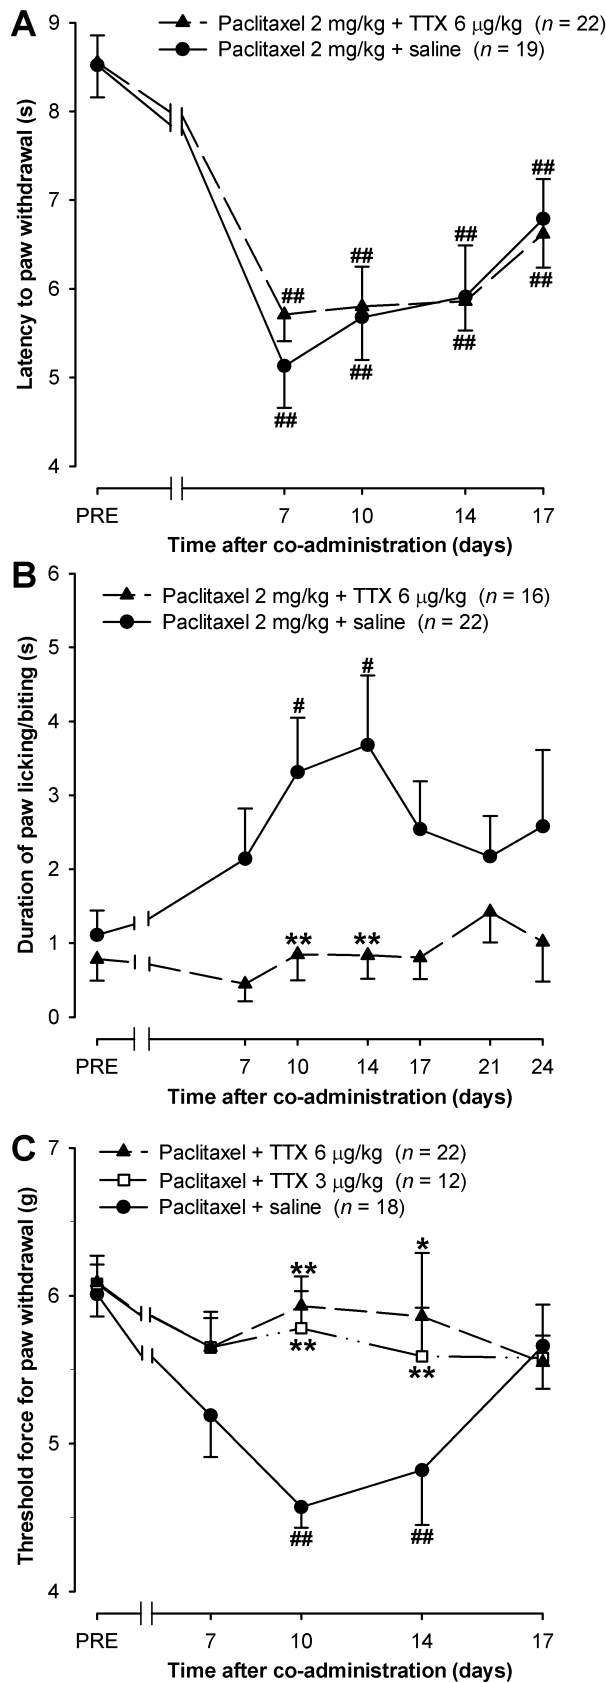 A
Paclitaxel 2 mg/kg + TTX 6 μg/kg (n = 22)
Paclitaxel 2 mg/kg + saline (n = 19)
Latency to paw withdrawal (s)
9
8
7
6
5
4
##
##
##
##
##
##
##
##
PRE
7
10
14
17
Time after co-administration (days)
B
Paclitaxel 2 mg/kg + TTX 6 μg/kg (n = 16)
Paclitaxel 2 mg/kg + saline (n = 22)
Duration of paw licking/biting (s)
6
5
4
3
2
1
0
#
#
**
**
PRE
7
10
14
17
21
24
Time after co-administration (days)
C
Paclitaxel + TTX 6 μg/kg (n = 22)
Paclitaxel + TTX 3 μg/kg (n = 12)
Paclitaxel + saline (n = 18)
Threshold force for paw withdrawal (g)
7
6
5
4
**
*
**
**
##
##
PRE
7
10
14
17
Time after co-administration (days)